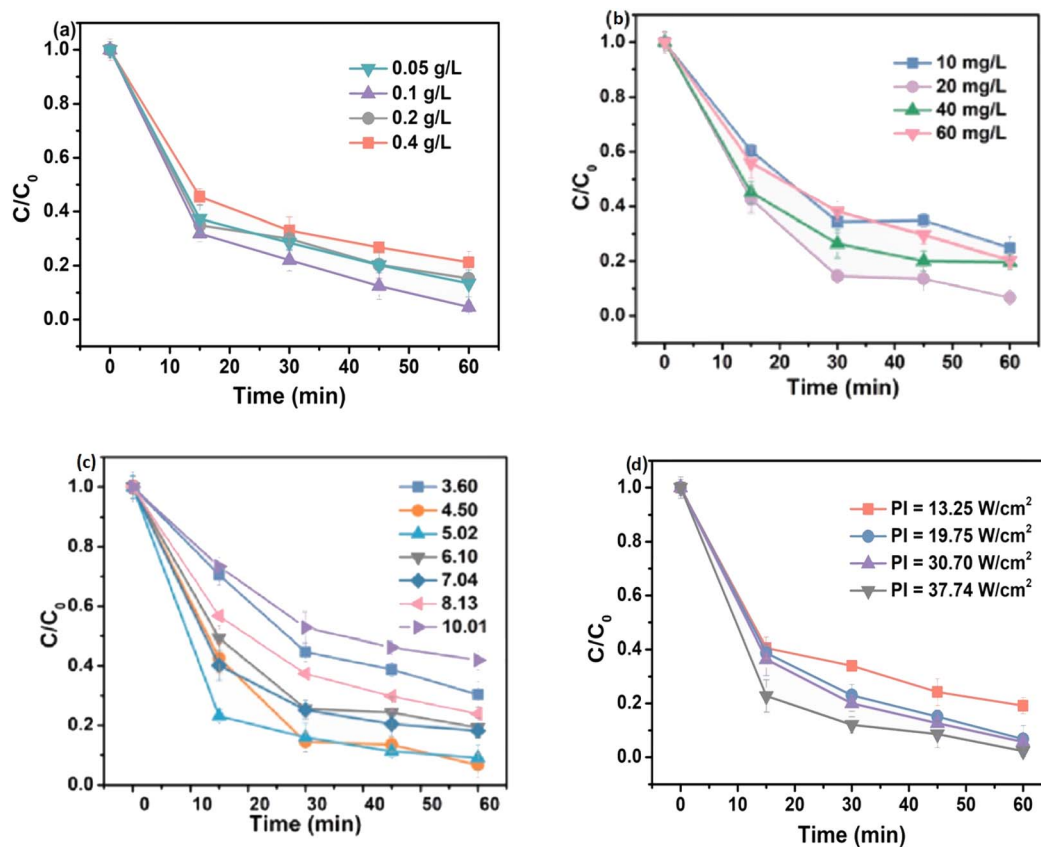 (a)
1.0
0.8
0.6
0.4
0.2
0.0
C/C₀
0.05 g/L
0.1 g/L
0.2 g/L
0.4 g/L
0 10 20 30 40 50 60
Time (min)
(b)
1.0
0.8
0.6
0.4
0.2
0.0
C/C₀
10 mg/L
20 mg/L
40 mg/L
60 mg/L
0 10 20 30 40 50 60
Time (min)
(c)
1.0
0.8
0.6
0.4
0.2
0.0
C/C₀
3.60
4.50
5.02
6.10
7.04
8.13
10.01
0 10 20 30 40 50 60
Time (min)
(d)
1.0
0.8
0.6
0.4
0.2
0.0
C/C₀
PI = 13.25 W/cm²
PI = 19.75 W/cm²
PI = 30.70 W/cm²
PI = 37.74 W/cm²
0 10 20 30 40 50 60
Time (min)